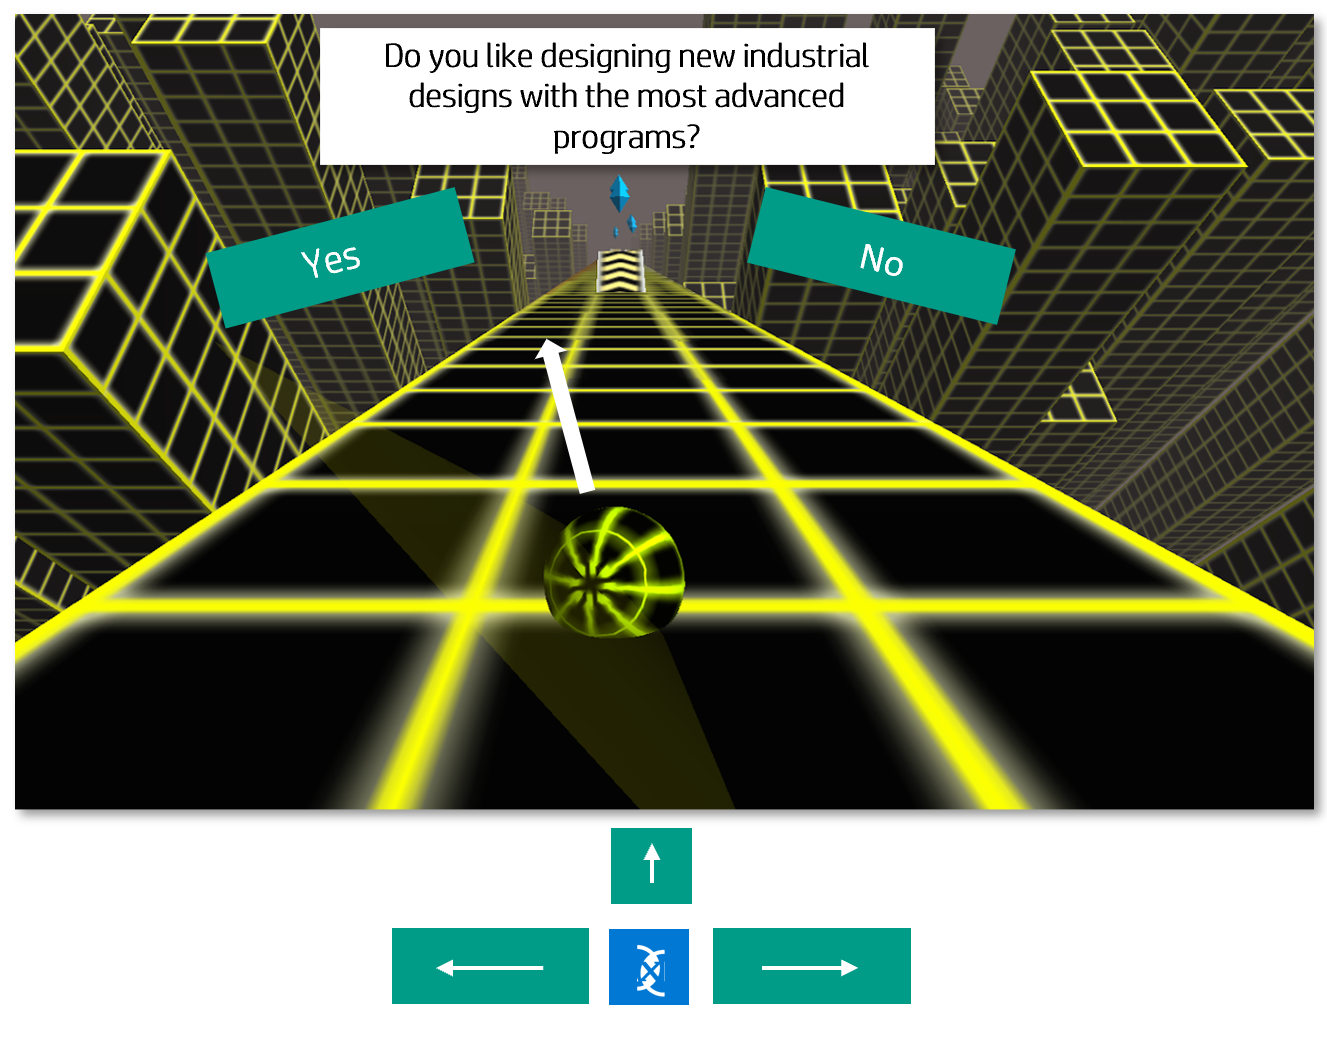 Do you like designing new industrial
designs with the most advanced
programs?
Yes
No